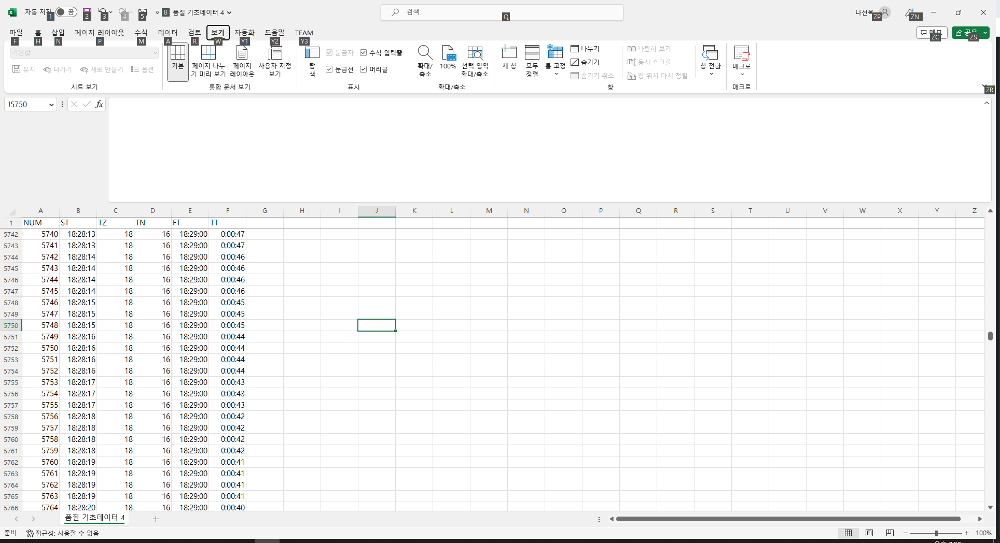 자동 저장 끔 품질 기초데이터 4 검색
1 2 3 4 5 B Q ZP ZN
파일 홈 삽입 페이지 레이아웃 수식 데이터 검토 보기 자동화 도움말 TEAM 메모 공유
F H N P M A R W Y1 Y2 Y3 ZC ZS
기본값
유지 나가기 새로 만들기 옵션
시트 보기
기본
페이지 나누
기 미리 보기
페이지
레이아웃
사용자 지정
보기
통합 문서 보기
탐
색
눈금자 수식 입력줄
눈금선 머리글
표시
확대/
축소
100
100%
선택 영역
확대/축소
확대/축소
새 창
모두
정렬
틀 고정
나누기
숨기기
숨기기 취소
나란히 보기
동시 스크롤
창 위치 다시 정렬
창
창 전환
매크로
매크로
ZR
J5750 fx
A B C D E F G H I J K L M N O P Q R S T U V W X Y Z
1 NUM ST TZ TN FT TT
5742 5740 18:28:13 18 16 18:29:00 0:00:47
5743 5741 18:28:13 18 16 18:29:00 0:00:47
5744 5742 18:28:14 18 16 18:29:00 0:00:46
5745 5743 18:28:14 18 16 18:29:00 0:00:46
5746 5744 18:28:14 18 16 18:29:00 0:00:46
5747 5745 18:28:14 18 16 18:29:00 0:00:46
5748 5746 18:28:15 18 16 18:29:00 0:00:45
5749 5747 18:28:15 18 16 18:29:00 0:00:45
5750 5748 18:28:15 18 16 18:29:00 0:00:45
5751 5749 18:28:16 18 16 18:29:00 0:00:44
5752 5750 18:28:16 18 16 18:29:00 0:00:44
5753 5751 18:28:16 18 16 18:29:00 0:00:44
5754 5752 18:28:16 18 16 18:29:00 0:00:44
5755 5753 18:28:17 18 16 18:29:00 0:00:43
5756 5754 18:28:17 18 16 18:29:00 0:00:43
5757 5755 18:28:17 18 16 18:29:00 0:00:43
5758 5756 18:28:18 18 16 18:29:00 0:00:42
5759 5757 18:28:18 18 16 18:29:00 0:00:42
5760 5758 18:28:18 18 16 18:29:00 0:00:42
5761 5759 18:28:18 18 16 18:29:00 0:00:42
5762 5760 18:28:19 18 16 18:29:00 0:00:41
5763 5761 18:28:19 18 16 18:29:00 0:00:41
5764 5762 18:28:19 18 16 18:29:00 0:00:41
5765 5763 18:28:19 18 16 18:29:00 0:00:41
5766 5764 18:28:20 18 16 18:29:00 0:00:40
품질 기초데이터 4
준비 접근성: 사용할 수 없음 100%